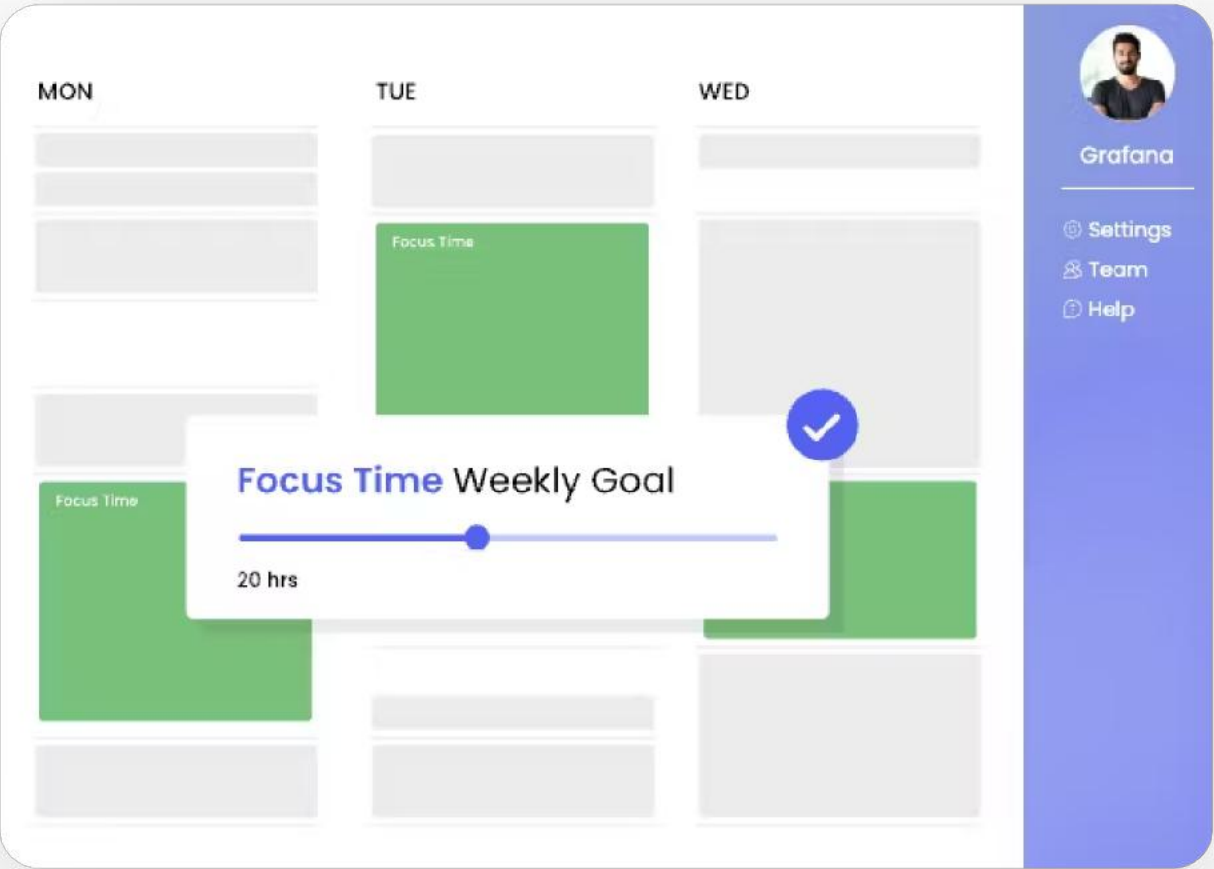 MON
TUE
WED
Grafana
Settings
Team
Help
Focus Time
Focus Time
Focus Time Weekly Goal
20 hrs